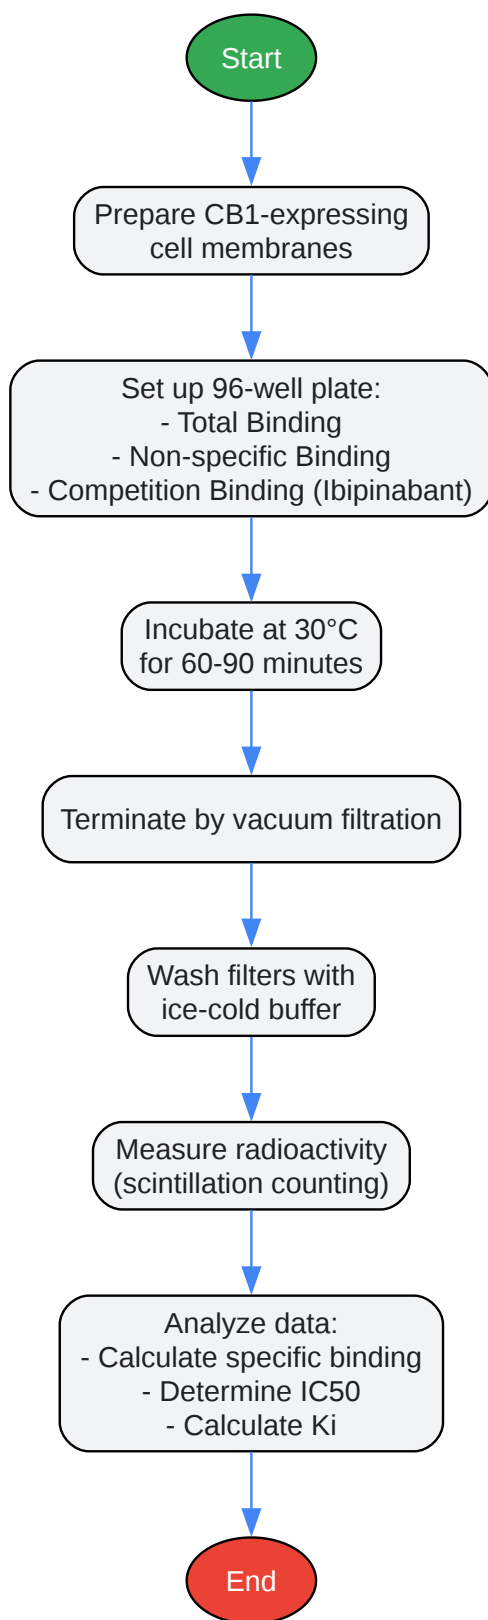 Start
Prepare CB1-expressing
cell membranes
Set up 96-well plate:
- Total Binding
- Non-specific Binding
- Competition Binding (Ibipinabant)
Incubate at 30°C
for 60-90 minutes
Terminate by vacuum filtration
Wash filters with
ice-cold buffer
Measure radioactivity
(scintillation counting)
Analyze data:
- Calculate specific binding
- Determine IC50
- Calculate Ki
End